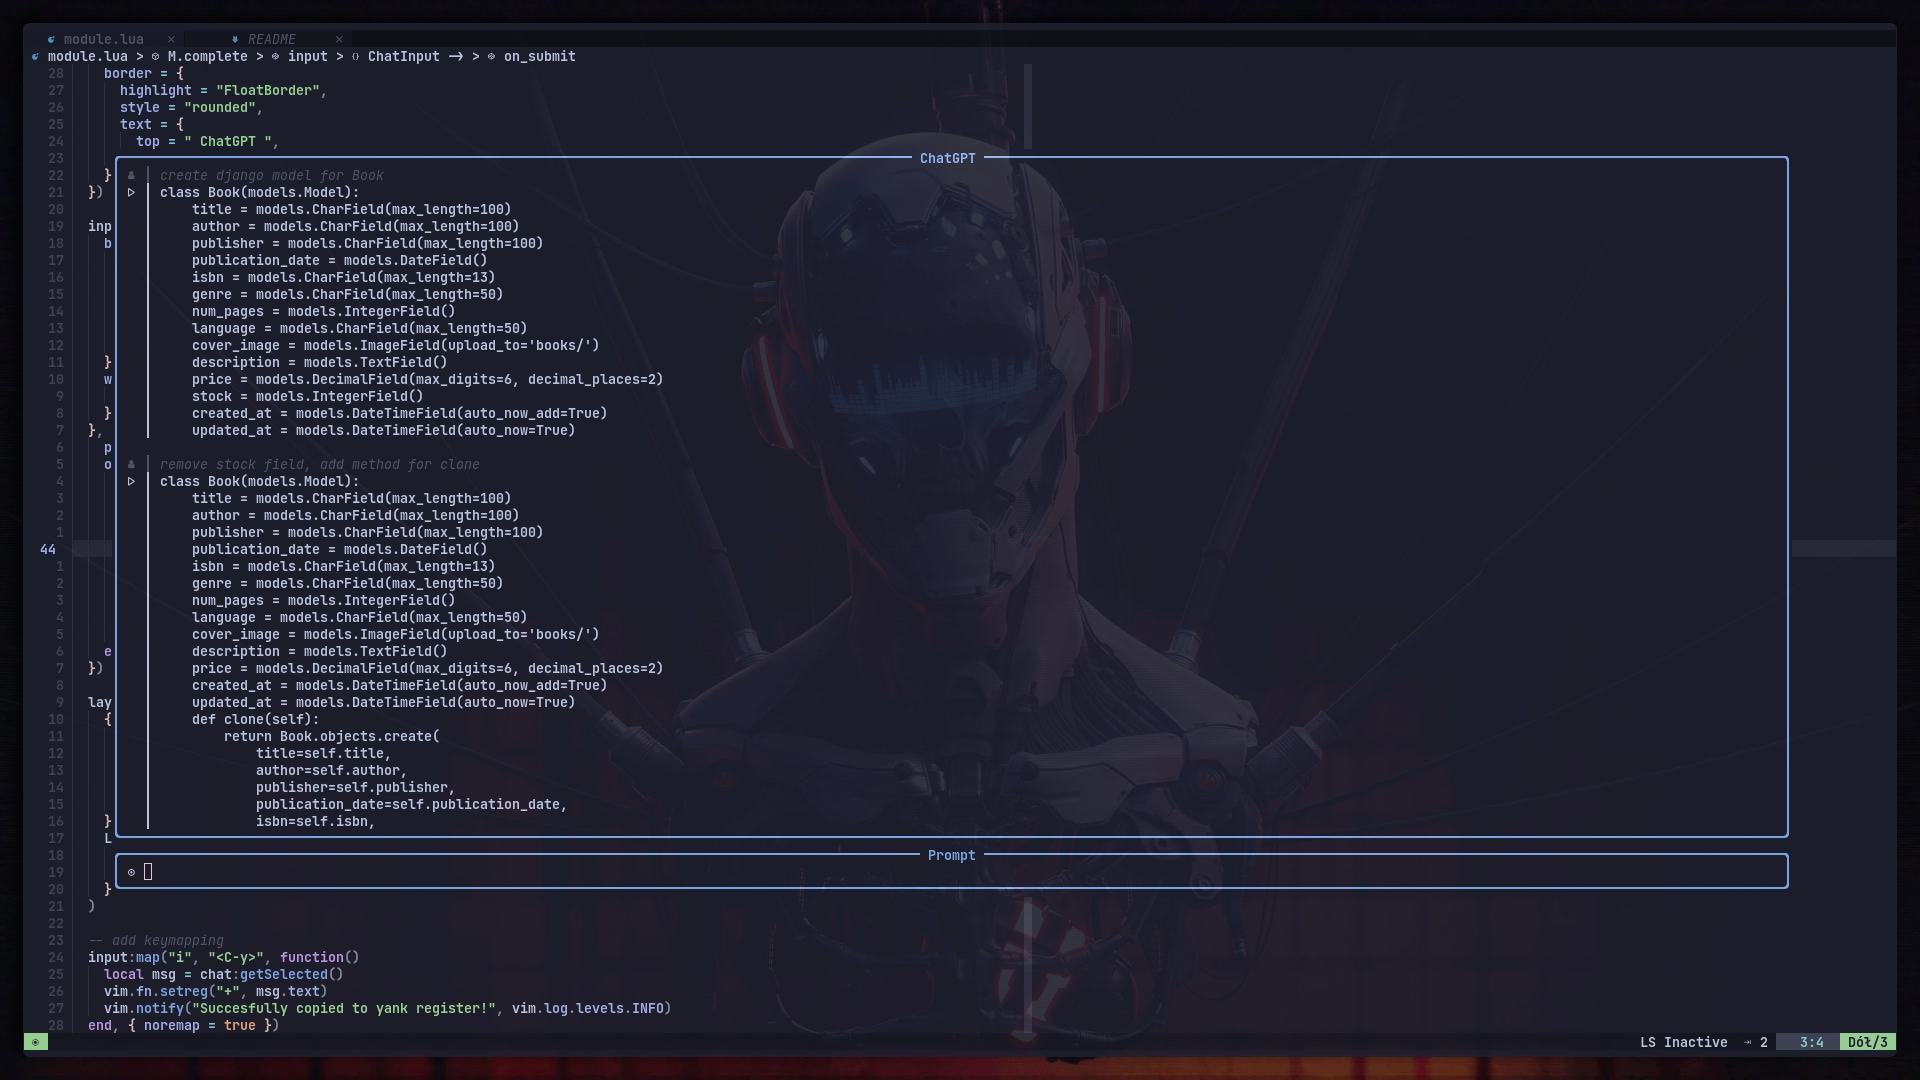 module.lua × README ×
module.lua > M.complete > input > ChatInput -> > on_submit
28 border = {
27 highlight = "FloatBorder",
26 style = "rounded",
25 text = {
24 top = " ChatGPT ",
23 ChatGPT
22 } create django model for Book
21 }) class Book(models.Model):
20 title = models.CharField(max_length=100)
19 inp author = models.CharField(max_length=100)
18 b publisher = models.CharField(max_length=100)
17 publication_date = models.DateField()
16 isbn = models.CharField(max_length=13)
15 genre = models.CharField(max_length=50)
14 num_pages = models.IntegerField()
13 language = models.CharField(max_length=50)
12 cover_image = models.ImageField(upload_to='books/')
11 } description = models.TextField()
10 w price = models.DecimalField(max_digits=6, decimal_places=2)
9 stock = models.IntegerField()
8 } created_at = models.DateTimeField(auto_now_add=True)
7 }, updated_at = models.DateTimeField(auto_now=True)
6 p
5 o remove stock field, add method for clone
4 class Book(models.Model):
3 title = models.CharField(max_length=100)
2 author = models.CharField(max_length=100)
1 publisher = models.CharField(max_length=100)
44 publication_date = models.DateField()
1 isbn = models.CharField(max_length=13)
2 genre = models.CharField(max_length=50)
3 num_pages = models.IntegerField()
4 language = models.CharField(max_length=50)
5 cover_image = models.ImageField(upload_to='books/')
6 e description = models.TextField()
7 }) price = models.DecimalField(max_digits=6, decimal_places=2)
8 created_at = models.DateTimeField(auto_now_add=True)
9 lay updated_at = models.DateTimeField(auto_now=True)
10 { def clone(self):
11 return Book.objects.create(
12 title=self.title,
13 author=self.author,
14 publisher=self.publisher,
15 publication_date=self.publication_date,
16 } isbn=self.isbn,
17 L
18 Prompt
19
20 }
21 )
22
23 -- add keymapping
24 input:map("i", "<C-y>", function()
25 local msg = chat:getSelected()
26 vim.fn.setreg("+", msg.text)
27 vim.notify("Succesfully copied to yank register!", vim.log.levels.INFO)
28 end, { noremap = true })
LS Inactive 2 3:4 Dół/3